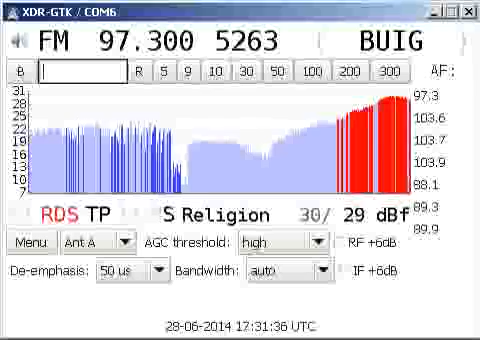 XDR-GTK / COM6
FM 97.300 5263 ( BUIG )
B R 5 9 10 30 50 100 200 300 AF:
31
28
25
22
19
16
13
10
7
97.3
103.6
103.7
103.9
88.1
89.3
89.9
RDS TP S Religion 30/ 29 dBf
Menu Ant A AGC threshold: high RF +6dB
De-emphasis: 50 us Bandwidth: auto IF +6dB
28-06-2014 17:31:36 UTC